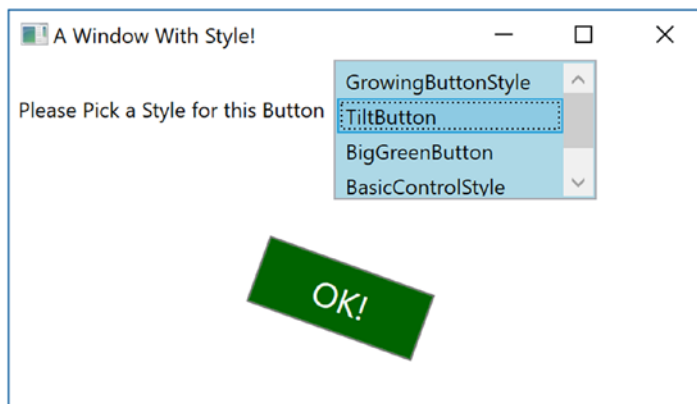 A Window With Style!
Please Pick a Style for this Button
GrowingButtonStyle
TiltButton
BigGreenButton
BasicControlStyle
OK!